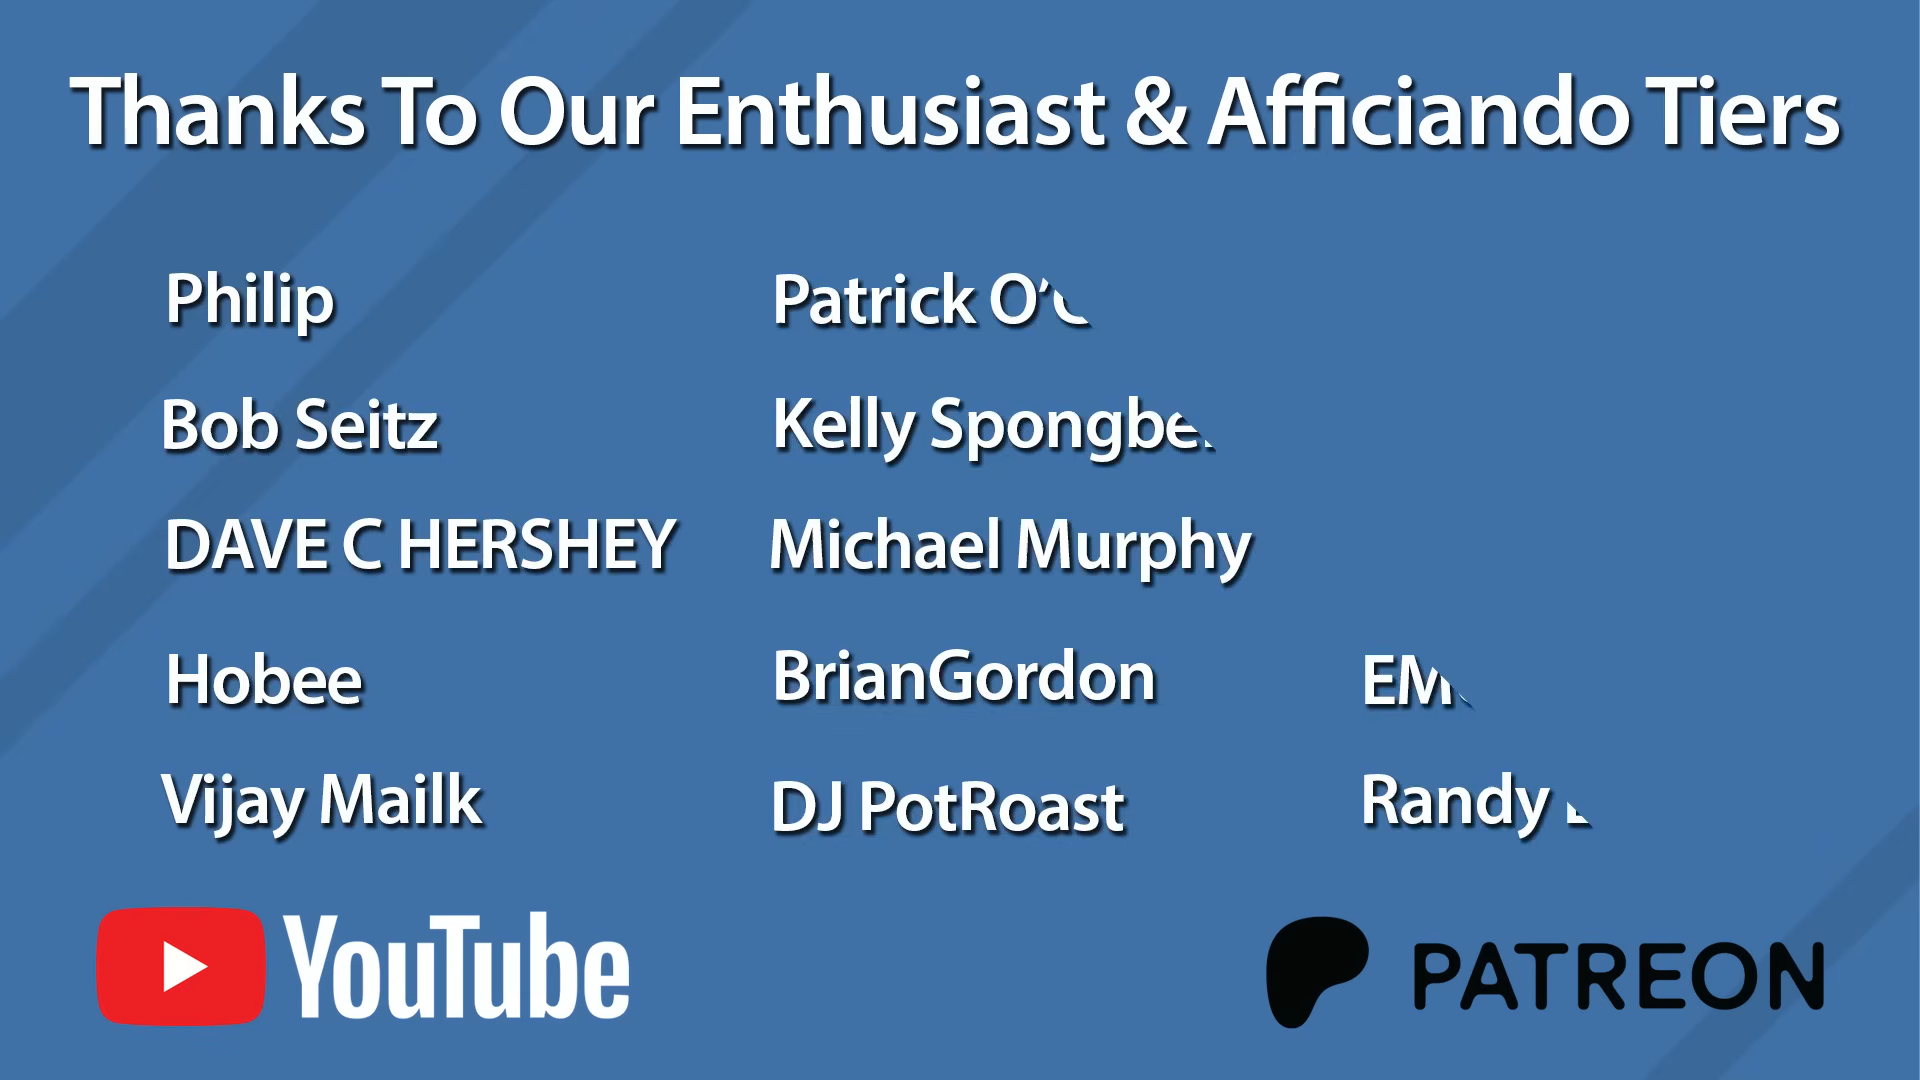 Thanks To Our Enthusiast & Afficiando Tiers
Philip
Patrick
Bob Seitz
Kelly
DAVE C HERSHEY
Michael Murphy
Hobee
BrianGordon
Vijay Mailk
DJ PotRoast
Randy
YouTube
PATREON